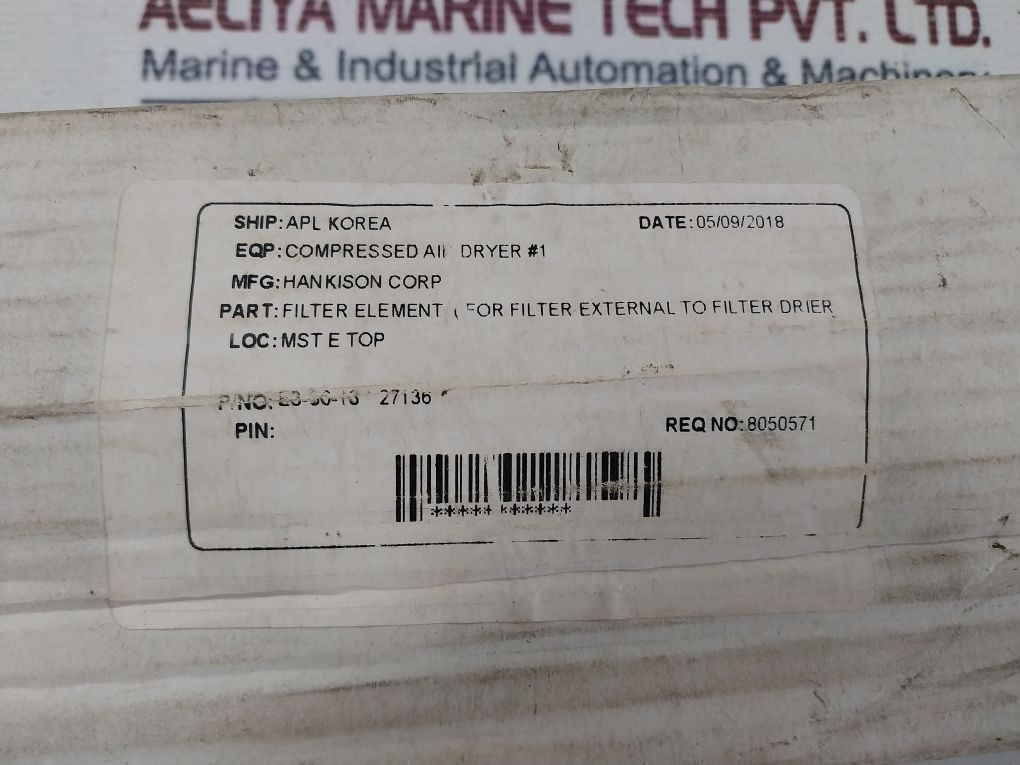 AELIYA MARINE TECH PVT. LTD.
Marine & Industrial Automation & Machinery
SHIP: APL KOREA DATE: 05/09/2018
EQP: COMPRESSED AIR DRYER #1
MFG: HANKISON CORP
PART: FILTER ELEMENT ( FOR FILTER EXTERNAL TO FILTER DRIER
LOC: MST E TOP
P/NO: 27136
PIN: REQ NO: 8050571
***** ******